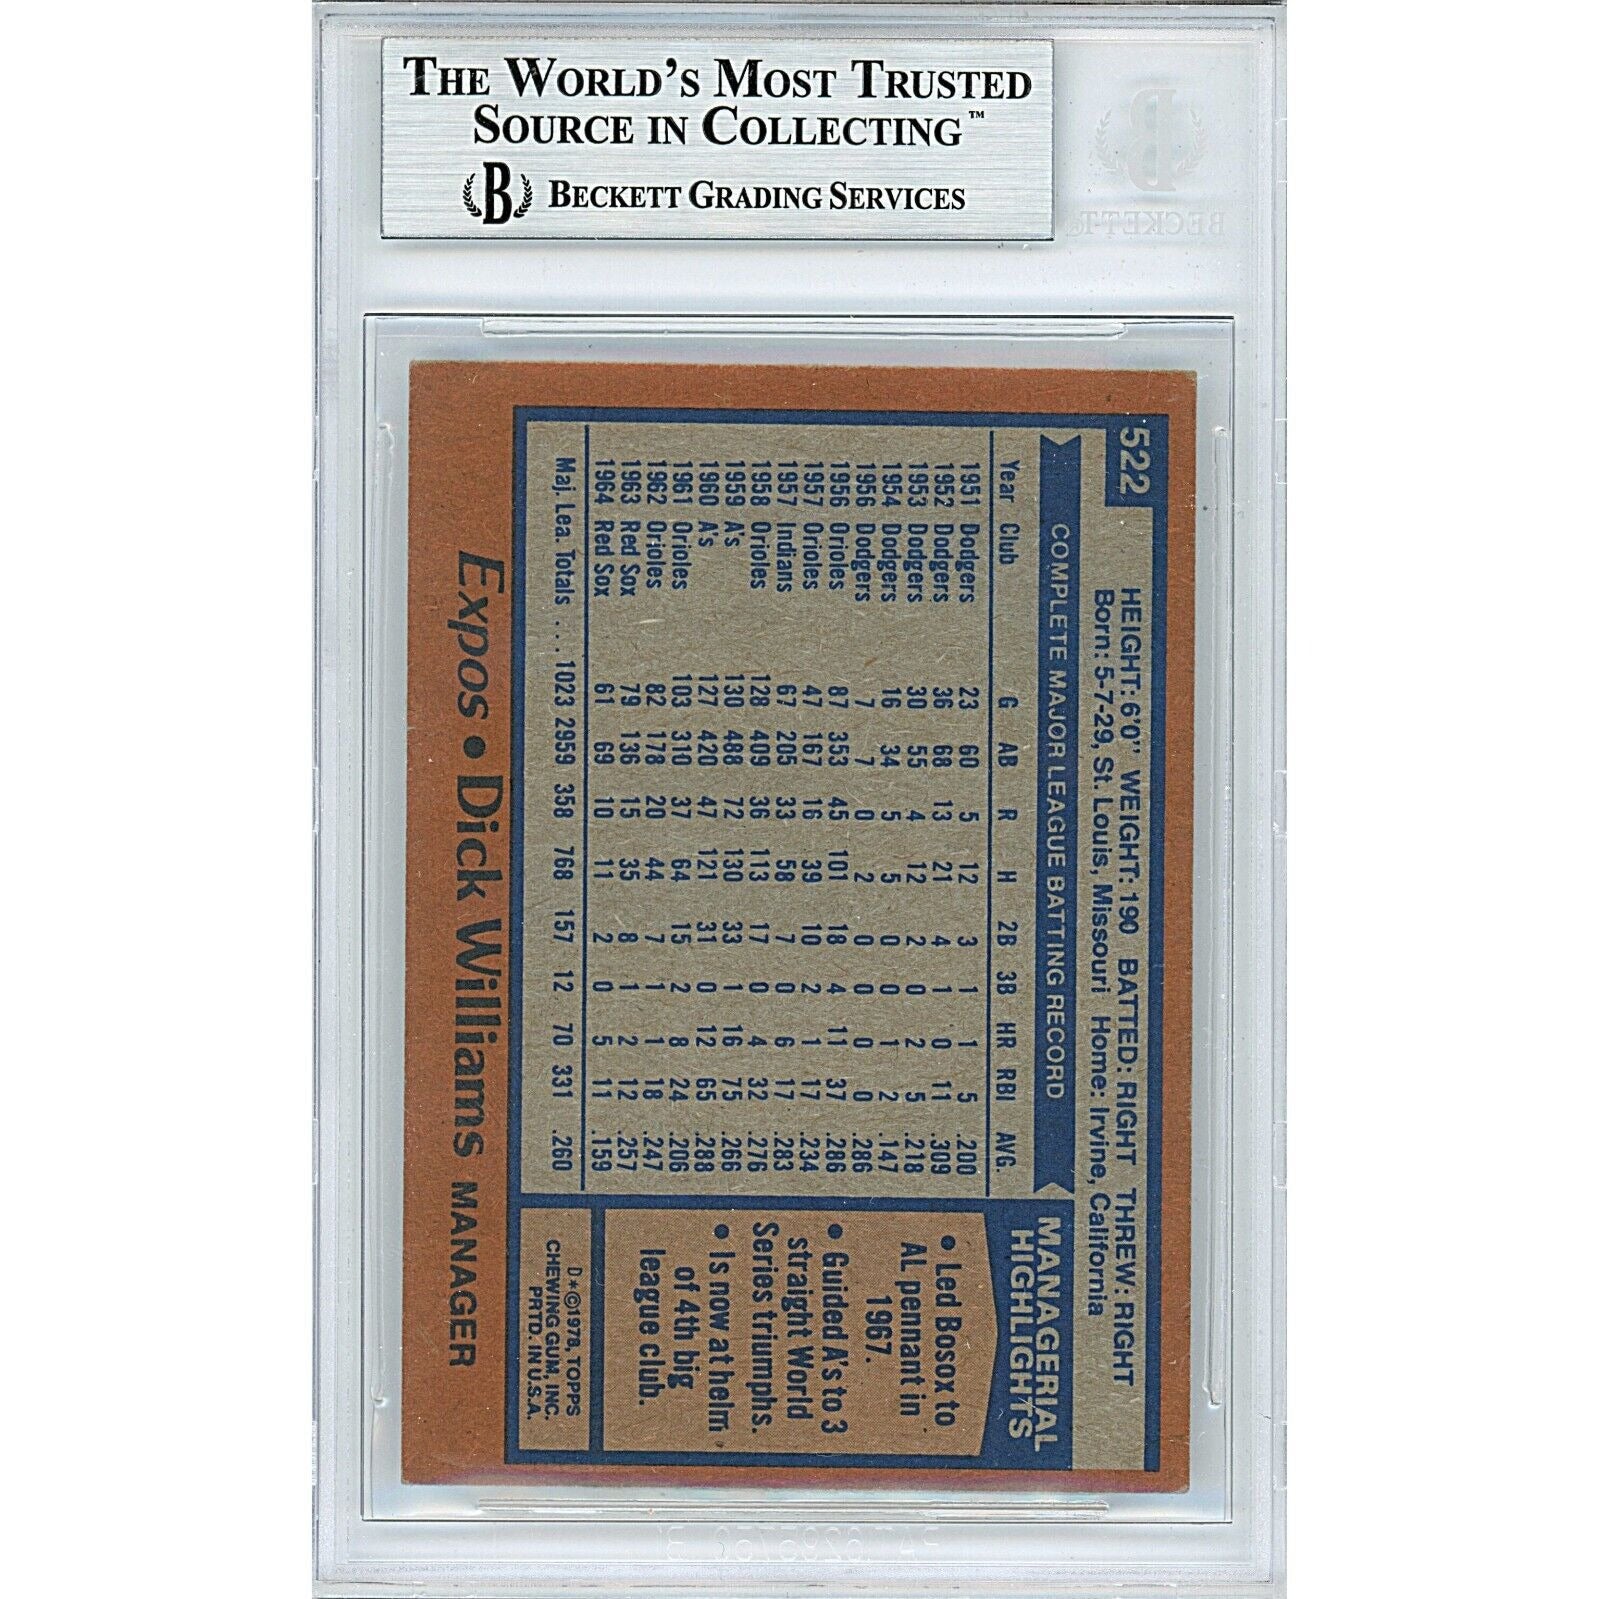 THE WORLD'S MOST TRUSTED
SOURCE IN COLLECTING™
B BECKETT GRADING SERVICES
522
HEIGHT: 6'0" WEIGHT: 190 BATTED: RIGHT THREW: RIGHT
Born: 5-7-29, St. Louis, Missouri Home: Irvine, California
COMPLETE MAJOR LEAGUE BATTING RECORD
Year Club G AB R H 2B 3B HR RBI AVG.
1951 Dodgers 23 60 5 12 3 1 1 5 .200
1952 Dodgers 36 68 13 21 4 1 0 11 .309
1953 Dodgers 30 55 4 12 2 0 2 5 .218
1954 Dodgers 16 34 5 5 0 0 1 2 .147
1956 Dodgers 7 7 0 2 0 0 0 0 .286
1956 Orioles 87 353 45 101 18 4 11 37 .286
1957 Orioles 47 167 16 39 10 2 1 17 .234
1957 Indians 67 205 33 58 7 0 6 17 .283
1958 Orioles 128 409 36 113 17 0 4 32 .276
1959 A's 130 488 72 130 33 1 16 75 .266
1960 A's 127 420 47 121 31 0 12 65 .288
1961 Orioles 103 310 37 64 15 2 8 24 .206
1962 Orioles 82 178 20 44 7 1 1 18 .247
1963 Red Sox 79 136 15 35 8 1 2 12 .257
1964 Red Sox 61 69 10 11 2 0 5 11 .159
Maj. Lea. Totals .... 1023 2959 358 768 157 12 70 331 .260
MANAGERIAL
HIGHLIGHTS
• Led Bosox to
AL pennant in
1967.
• Guided A's to 3
straight World
Series triumphs.
• Is now at helm
of 4th big
league club.
D*©1978, TOPPS
CHEWING GUM, INC.
PRTD. IN U.S.A.
Expos • Dick Williams MANAGER